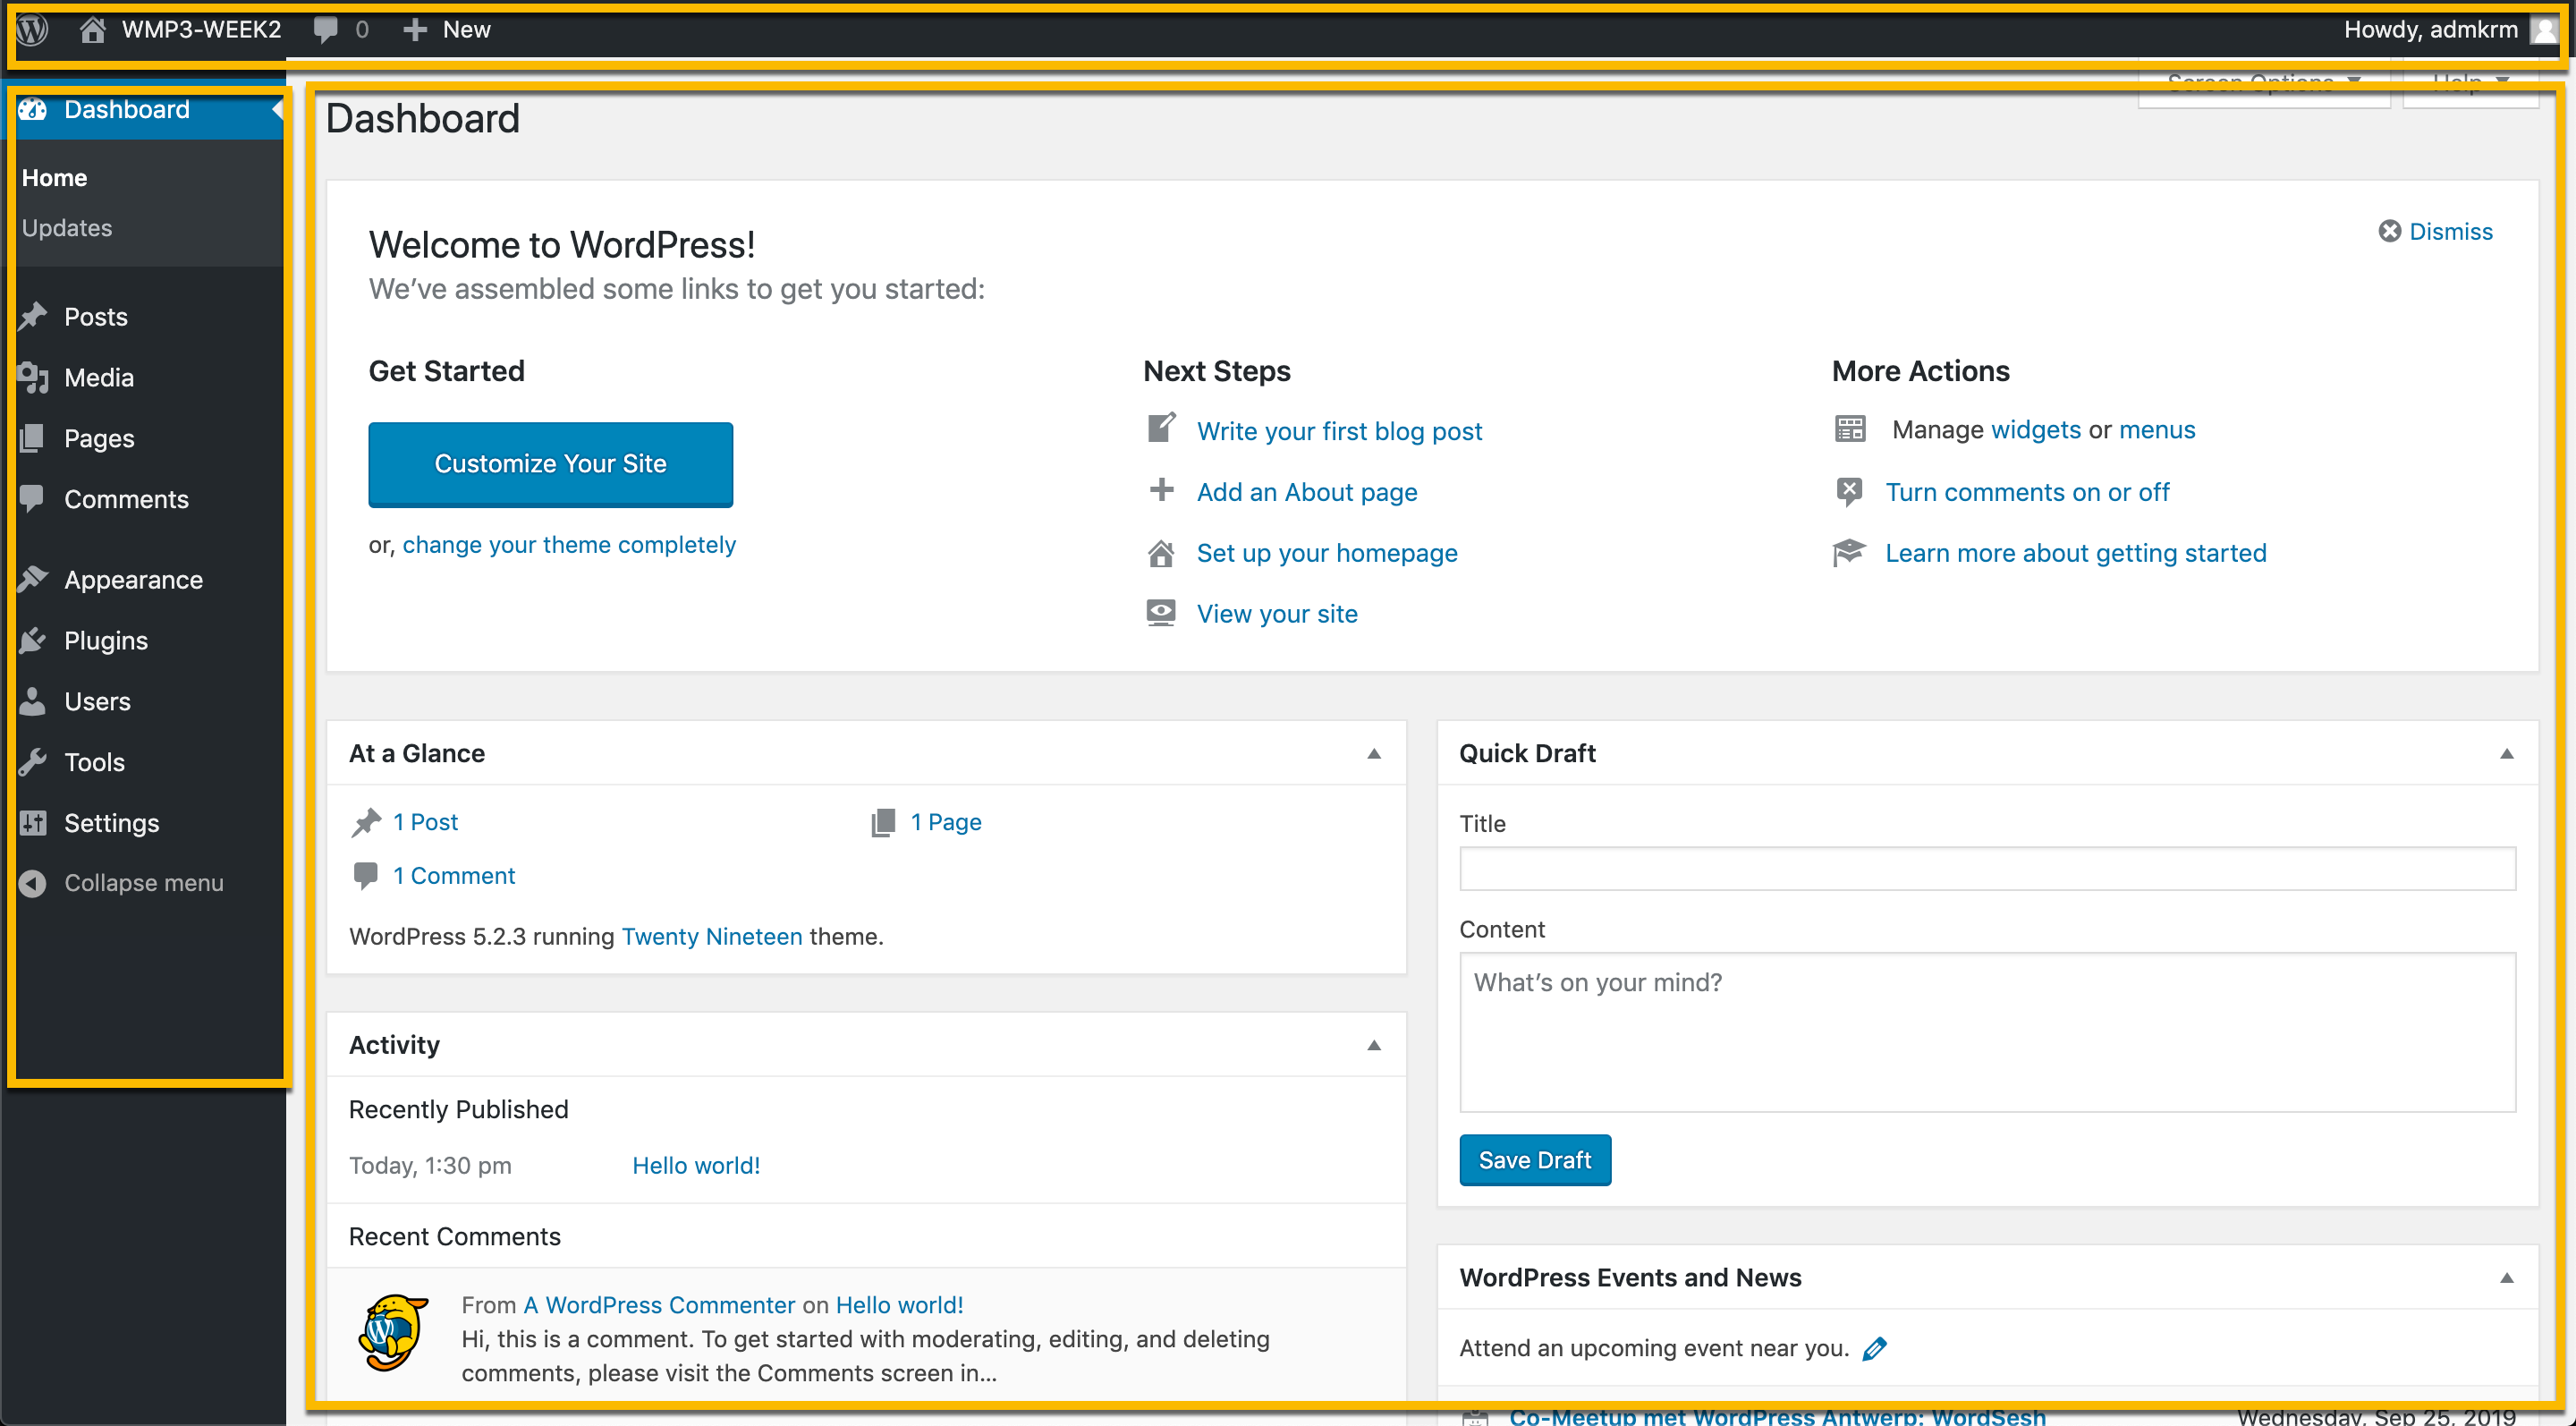 WMP3-WEEK2 0 New Howdy, admkrm
Screen Options Help
Dashboard
Home
Updates
Posts
Media
Pages
Comments
Appearance
Plugins
Users
Tools
Settings
Collapse menu
Dashboard
Welcome to WordPress!
Dismiss
We’ve assembled some links to get you started:
Get Started
Customize Your Site
or, change your theme completely
Next Steps
Write your first blog post
Add an About page
Set up your homepage
View your site
More Actions
Manage widgets or menus
Turn comments on or off
Learn more about getting started
At a Glance
1 Post 1 Page
1 Comment
WordPress 5.2.3 running Twenty Nineteen theme.
Activity
Recently Published
Today, 1:30 pm Hello world!
Recent Comments
From A WordPress Commenter on Hello world!
Hi, this is a comment. To get started with moderating, editing, and deleting
comments, please visit the Comments screen in...
Quick Draft
Title
Content
What’s on your mind?
Save Draft
WordPress Events and News
Attend an upcoming event near you.
Co-Meetup met WordPress Antwerp: WordSesh Wednesday, Sep 25, 2019